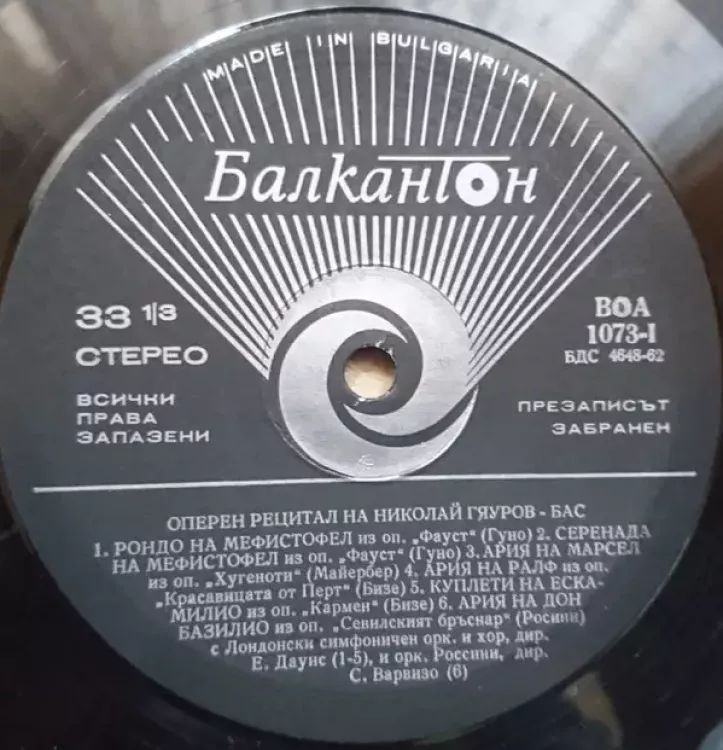 MADE IN BULGARIA
Балкантон
33 1/3
СТЕРЕО
ВОА
1073-I
БДС 4648-62
ВСИЧКИ
ПРАВА
ЗАПАЗЕНИ
ПРЕЗАПИСЪТ
ЗАБРАНЕН
ОПЕРЕН РЕЦИТАЛ НА НИКОЛАЙ ГЯУРОВ - БАС
1. РОНДО НА МЕФИСТОФЕЛ из оп. „Фауст“ (Гуно) 2. СЕРЕНАДА
НА МЕФИСТОФЕЛ из оп. „Фауст“ (Гуно) 3. АРИЯ НА МАРСЕЛ
из оп. „Хугеноти“ (Майербер) 4. АРИЯ НА РАЛФ из оп.
„Красавицата от Перт“ (Бизе) 5. КУПЛЕТИ НА ЕСКА-
МИЛИО из оп. „Кармен“ (Бизе) 6. АРИЯ НА ДОН
БАЗИЛИО из оп. „Севилският бръснар“ (Росини)
с Лондонски симфоничен орк. и хор, дир.
Е. Даунс (1-5), и орк. Россини, дир.
С. Варвизо (6)